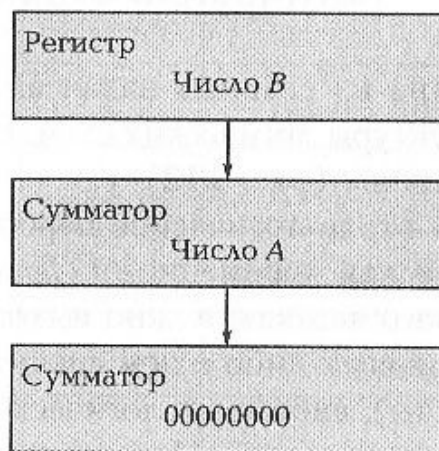 Регистр
Число B
Сумматор
Число A
Сумматор
00000000